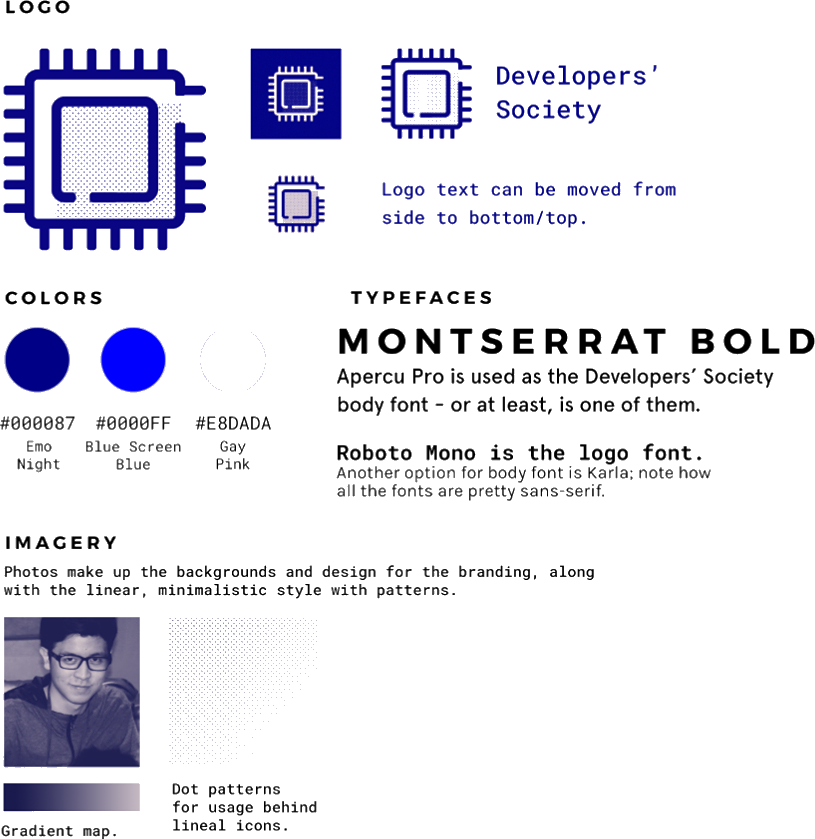 LOGO
Developers’
Society
Logo text can be moved from
side to bottom/top.
COLORS
#000087
Emo
Night
#0000FF
Blue Screen
Blue
#E8DADA
Gay
Pink
TYPEFACES
MONTSERRAT BOLD
Apercu Pro is used as the Developers’ Society
body font - or at least, is one of them.
Roboto Mono is the logo font.
Another option for body font is Karla; note how
all the fonts are pretty sans-serif.
IMAGERY
Photos make up the backgrounds and design for the branding, along
with the linear, minimalistic style with patterns.
Gradient map.
Dot patterns
for usage behind
lineal icons.